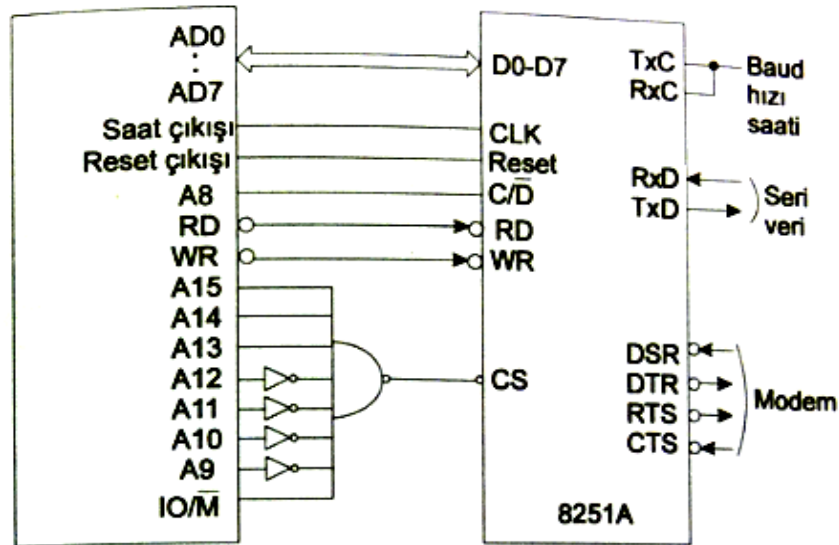 AD0
:
AD7
Saat çıkışı
Reset çıkışı
A8
RD
WR
A15
A14
A13
A12
A11
A10
A9
IO/M̅
D0-D7
CLK
Reset
C/D̅
RD
WR
CS
8251A
TxC
RxC
RxD
TxD
DSR
DTR
RTS
CTS
Baud
hızı
saati
Seri
veri
Modem